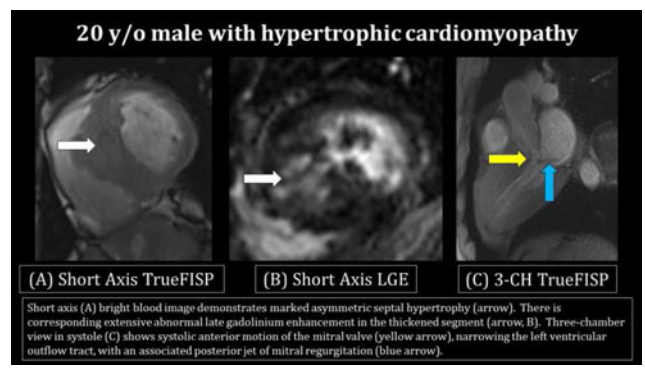 20 y/o male with hypertrophic cardiomyopathy
(A) Short Axis TrueFISP
(B) Short Axis LGE
(C) 3-CH TrueFISP
Short axis (A) bright blood image demonstrates marked asymmetric septal hypertrophy (arrow).  There is
corresponding extensive abnormal late gadolinium enhancement in the thickened segment (arrow, B).  Three-chamber
view in systole (C) shows systolic anterior motion of the mitral valve (yellow arrow), narrowing the left ventricular
outflow tract, with an associated posterior jet of mitral regurgitation (blue arrow).